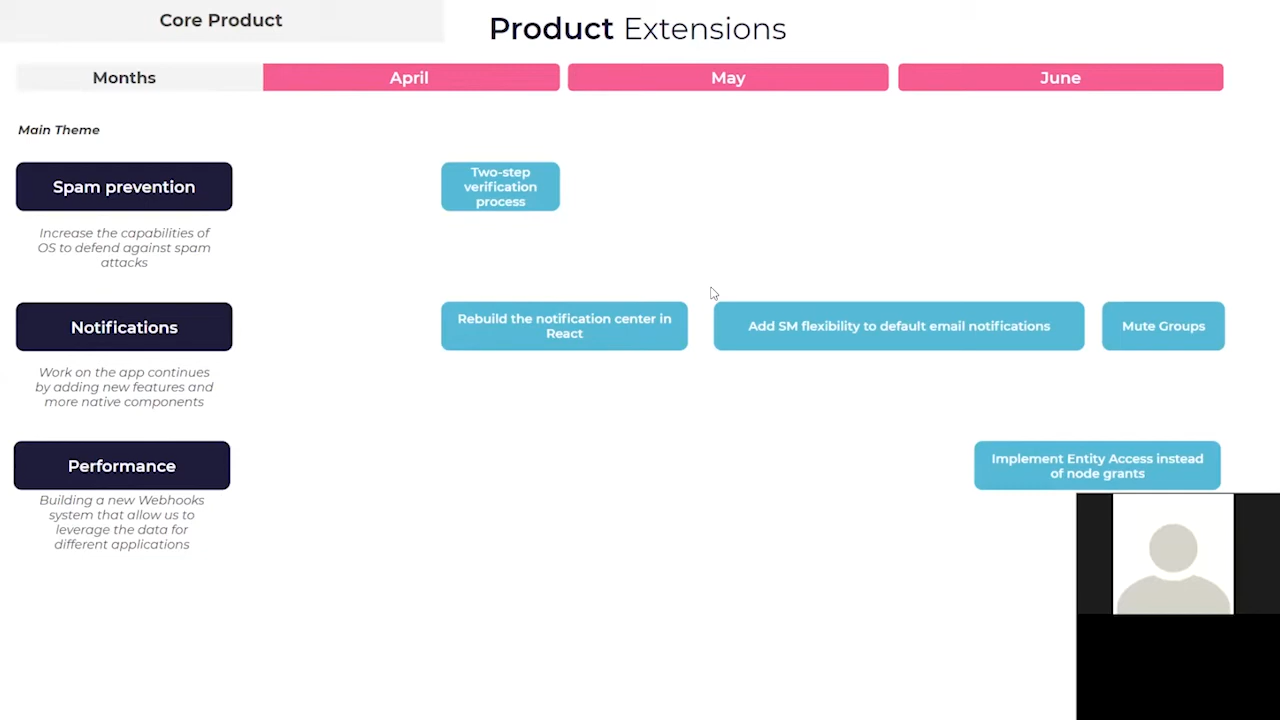 Core Product
Product Extensions
Months
April
May
June
Main Theme
Spam prevention
Two-step
verification
process
Increase the capabilities of
OS to defend against spam
attacks
Notifications
Rebuild the notification center in
React
Add SM flexibility to default email notifications
Mute Groups
Work on the app continues
by adding new features and
more native components
Performance
Implement Entity Access instead
of node grants
Building a new Webhooks
system that allow us to
leverage the data for
different applications